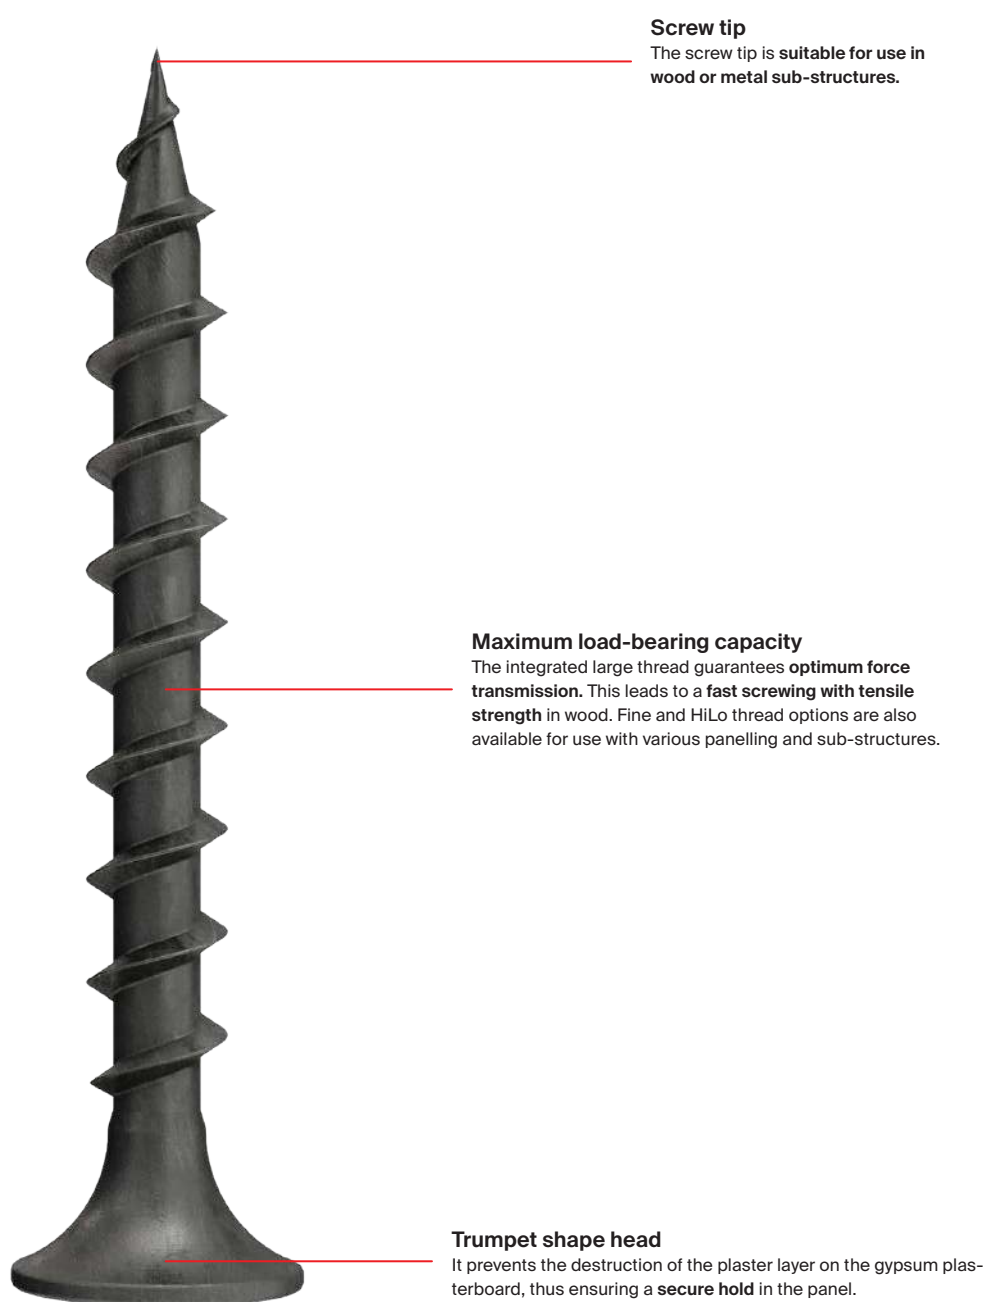 Screw tip
The screw tip is suitable for use in
wood or metal sub-structures.
Maximum load-bearing capacity
The integrated large thread guarantees optimum force
transmission. This leads to a fast screwing with tensile
strength in wood. Fine and HiLo thread options are also
available for use with various panelling and sub-structures.
Trumpet shape head
It prevents the destruction of the plaster layer on the gypsum plas-
terboard, thus ensuring a secure hold in the panel.